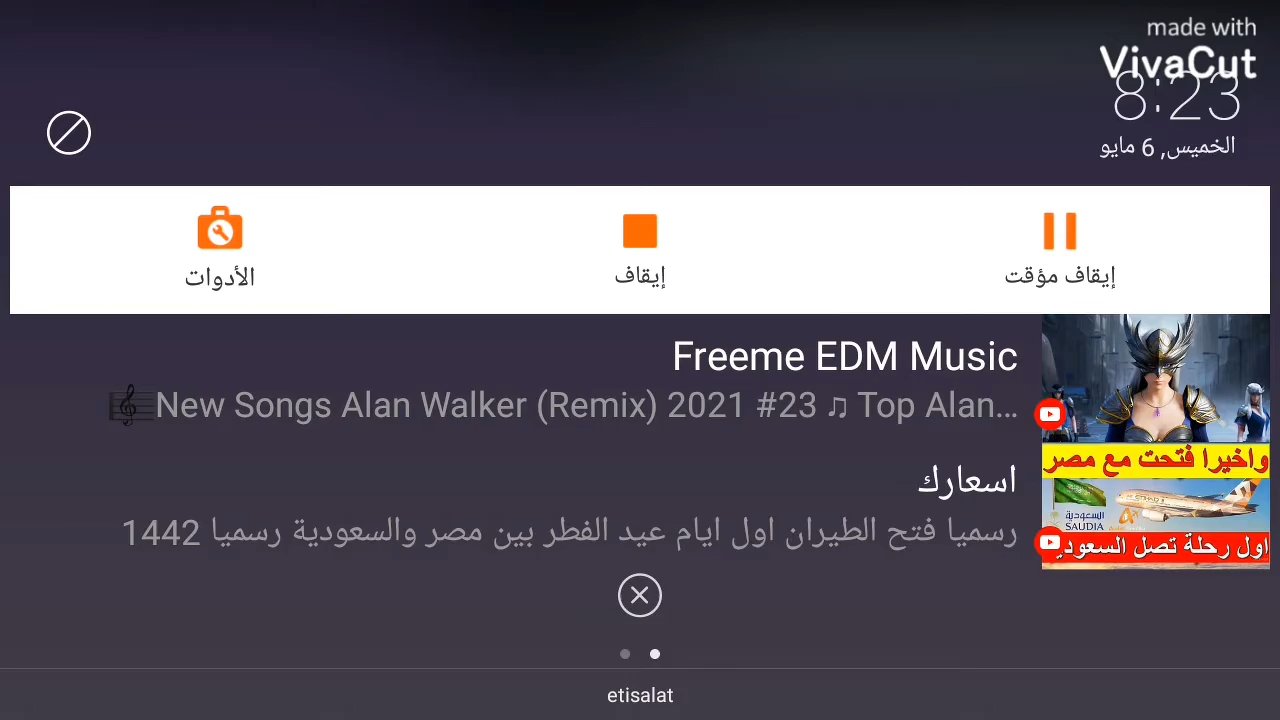 made with
VivaCut
8:23
الخميس, 6 مايو
إيقاف مؤقت
إيقاف
الأدوات
Freeme EDM Music
New Songs Alan Walker (Remix) 2021 #23 ♫ Top Alan...
اسعارك
رسميا فتح الطيران اول ايام عيد الفطر بين مصر والسعودية رسميا 1442
واخيرا فتحت مع مصر
السعودية
SAUDIA
اول رحلة تصل السعودي
etisalat